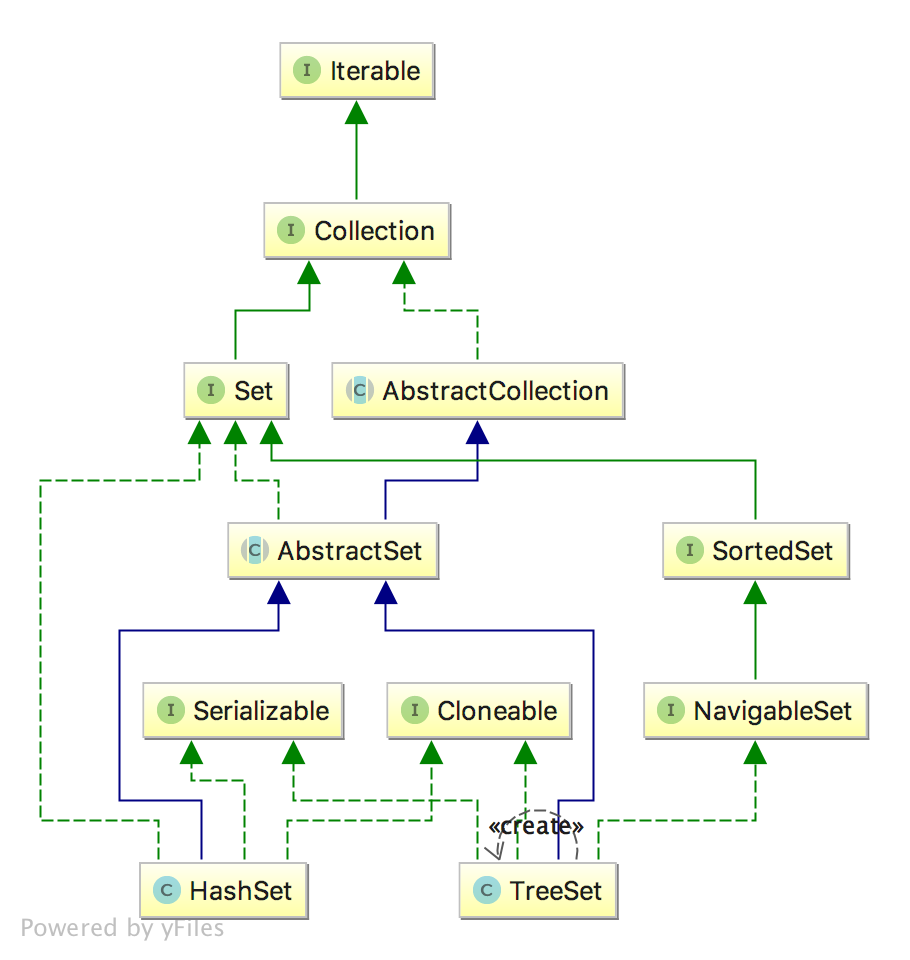 I Iterable
I Collection
I Set
C AbstractCollection
C AbstractSet
I SortedSet
I Serializable
I Cloneable
I NavigableSet
«create»
C HashSet
C TreeSet
Powered by yFiles